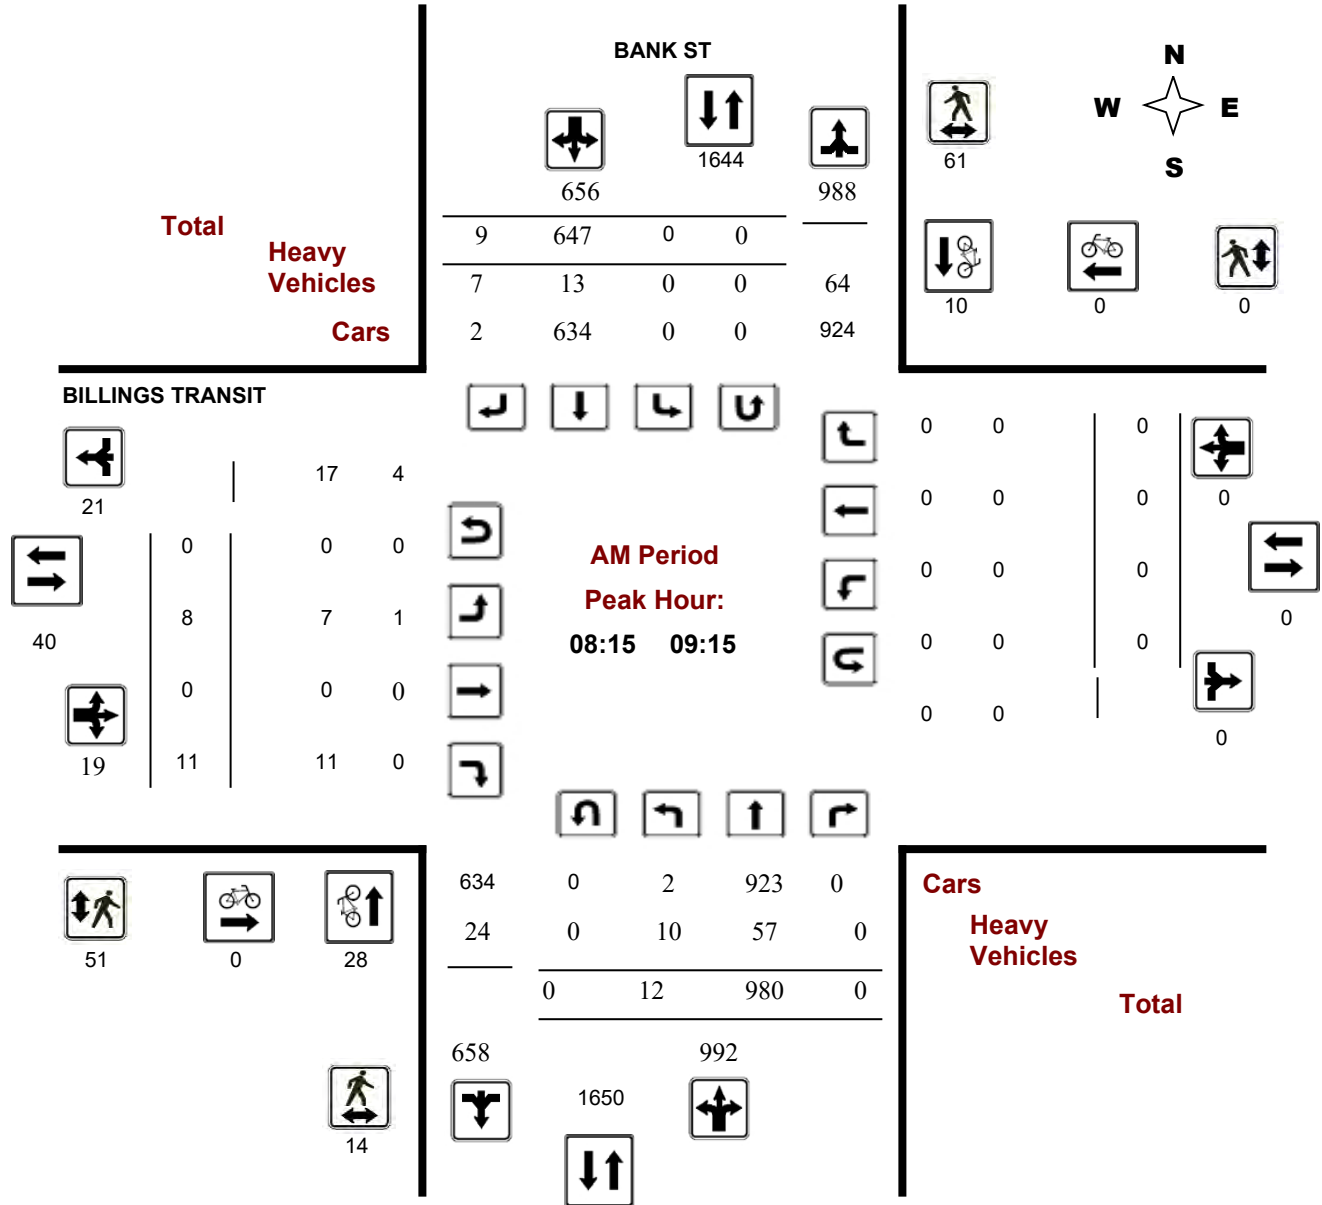 BANK ST
N
W E
S
1644
61
656 988
Total
9 647 0 0
Heavy
Vehicles
7 13 0 0 64
10 0 0
Cars
2 634 0 0 924
BILLINGS TRANSIT
0 0 0
17 4
21
0 0 0 0
0 0 0
AM Period
0 0 0
Peak Hour:
8 7 1
0
40
08:15 09:15
0 0 0
0 0 0
0 0
0
19 11 11 0
634 0 2 923 0
Cars
24 0 10 57 0
Heavy
Vehicles
51 0 28
0 12 980 0
Total
658 992
1650
14